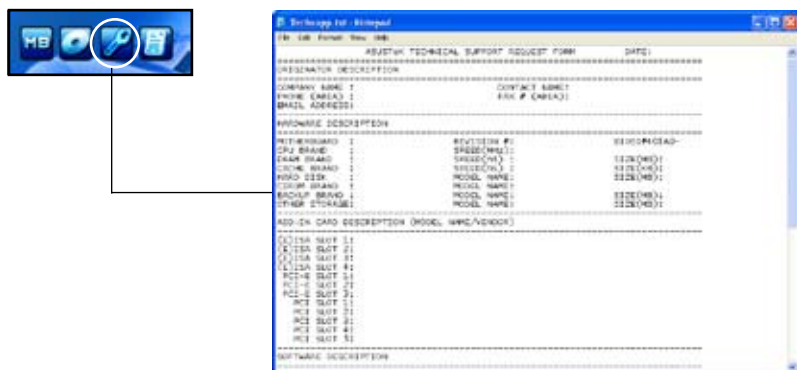 MB
Techsupp.txt - Notepad
File Edit Format View Help
ASUSTeK TECHNICAL SUPPORT REQUEST FORM DATE:
ORIGINATOR DESCRIPTION
COMPANY NAME : CONTACT NAME:
PHONE (AREA) : FAX # (AREA):
EMAIL ADDRESS:
HARDWARE DESCRIPTION
MOTHERBOARD : REVISION #:
CPU BRAND : SPEED(MHz):
DRAM BRAND : SPEED(ns) : SIZE(MB):
CACHE BRAND : SPEED(ns) : SIZE(KB):
HARD DISK : MODEL NAME: SIZE(MB):
CDROM BRAND : MODEL NAME:
BACKUP BRAND : MODEL NAME: SIZE(MB):
OTHER STORAGE: MODEL NAME: SIZE(MB):
ADD-IN CARD DESCRIPTION (MODEL NAME/VENDOR)
(E)ISA SLOT 1:
(E)ISA SLOT 2:
(E)ISA SLOT 3:
(E)ISA SLOT 4:
PCI-E SLOT 1:
PCI-E SLOT 2:
PCI-E SLOT 3:
PCI SLOT 1:
PCI SLOT 2:
PCI SLOT 3:
PCI SLOT 4:
PCI SLOT 5:
SOFTWARE DESCRIPTION